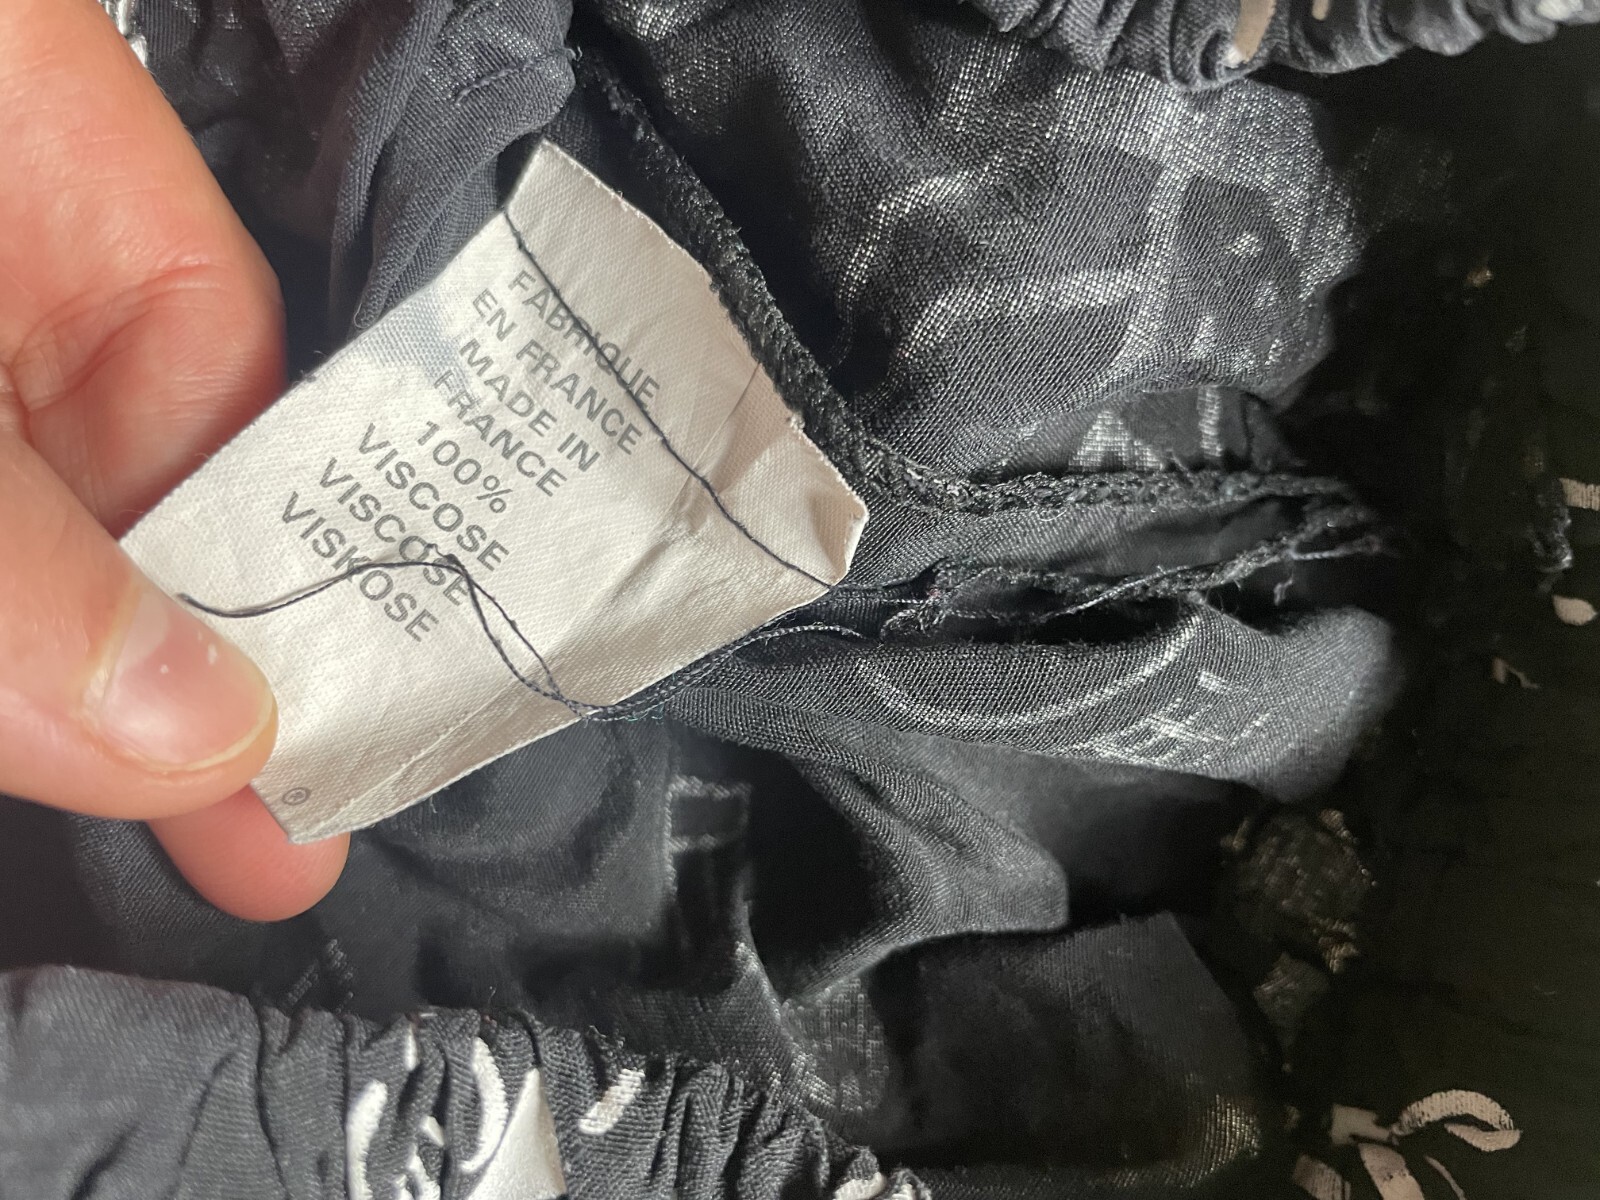 FABRIQUE
EN FRANCE
MADE IN
FRANCE
100%
VISCOSE
VISCOSE
VISKOSE
®